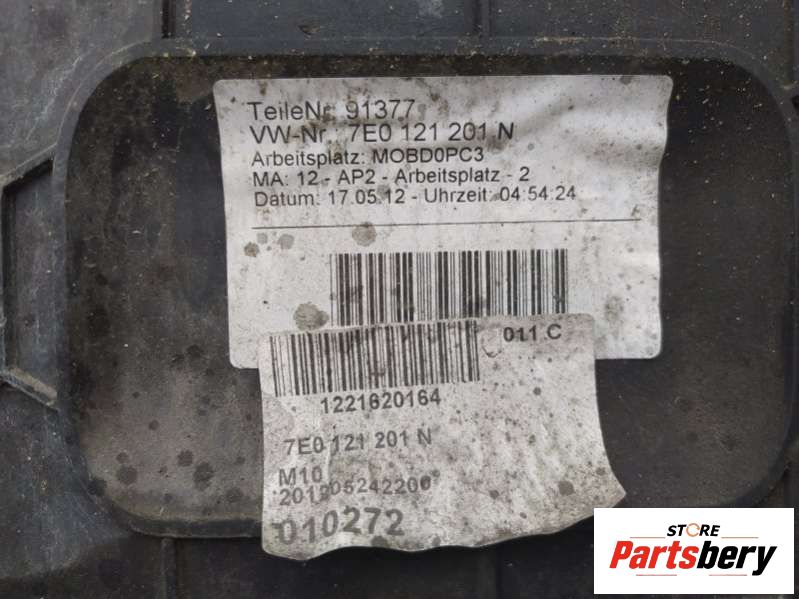 TeileNr. 91377
VW-Nr.: 7E0 121 201 N
Arbeitsplatz: MOBD0PC3
MA: 12 - AP2 - Arbeitsplatz - 2
Datum: 17.05.12 - Uhrzeit: 04:54:24
011 C
1221620164
7E0 121 201 N
M10
201205242200
010272
STORE
Partsbery